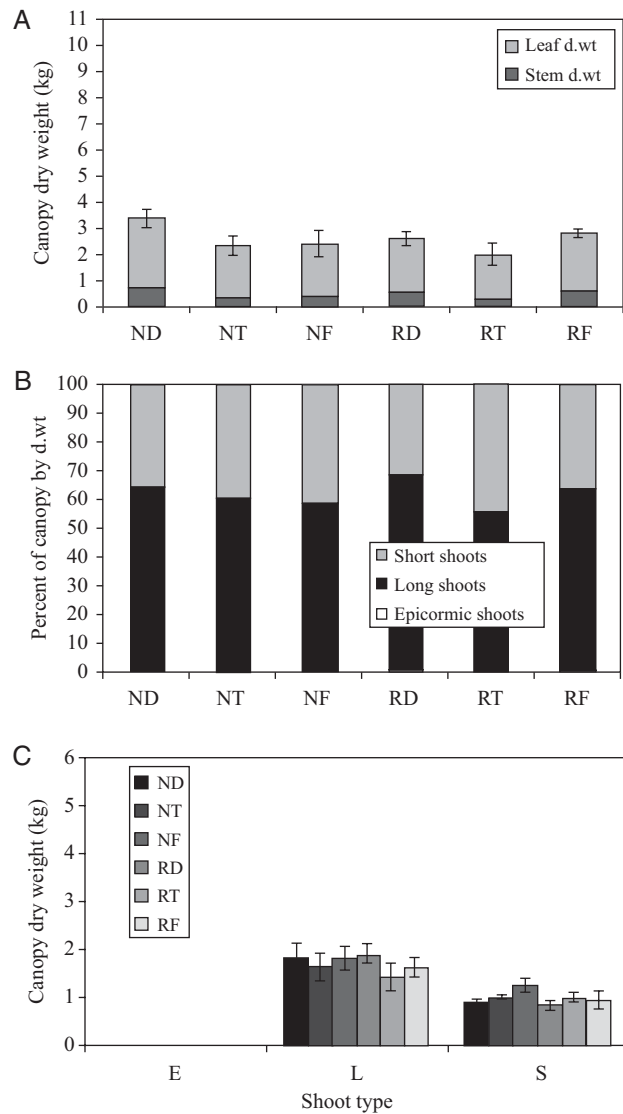 A
Canopy dry weight (kg)
11
10
9
8
7
6
5
4
3
2
1
0
Leaf d.wt
Stem d.wt
ND NT NF RD RT RF
B
Percent of canopy by d.wt
100
90
80
70
60
50
40
30
20
10
0
Short shoots
Long shoots
Epicormic shoots
ND NT NF RD RT RF
C
Canopy dry weight (kg)
6
5
4
3
2
1
0
ND
NT
NF
RD
RT
RF
E L S
Shoot type